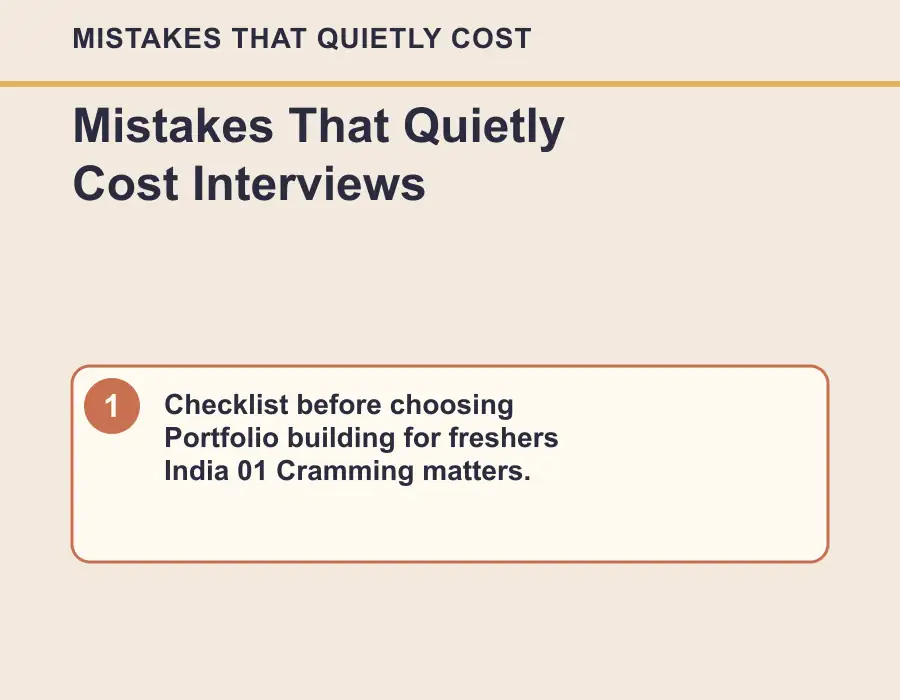 MISTAKES THAT QUIETLY COST
Mistakes That Quietly
Cost Interviews
1
Checklist before choosing
Portfolio building for freshers
India 01 Cramming matters.